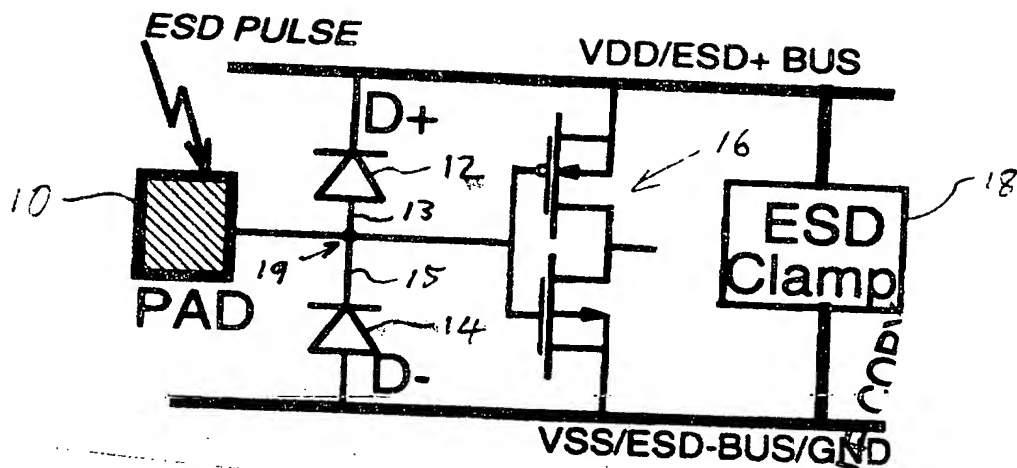 ESD PULSE
VDD/ESD+ BUS
D+
12
16
10
13
18
ESD
Clamp
19
15
PAD
14
D-
COPY
VSS/ESD-BUS/GND